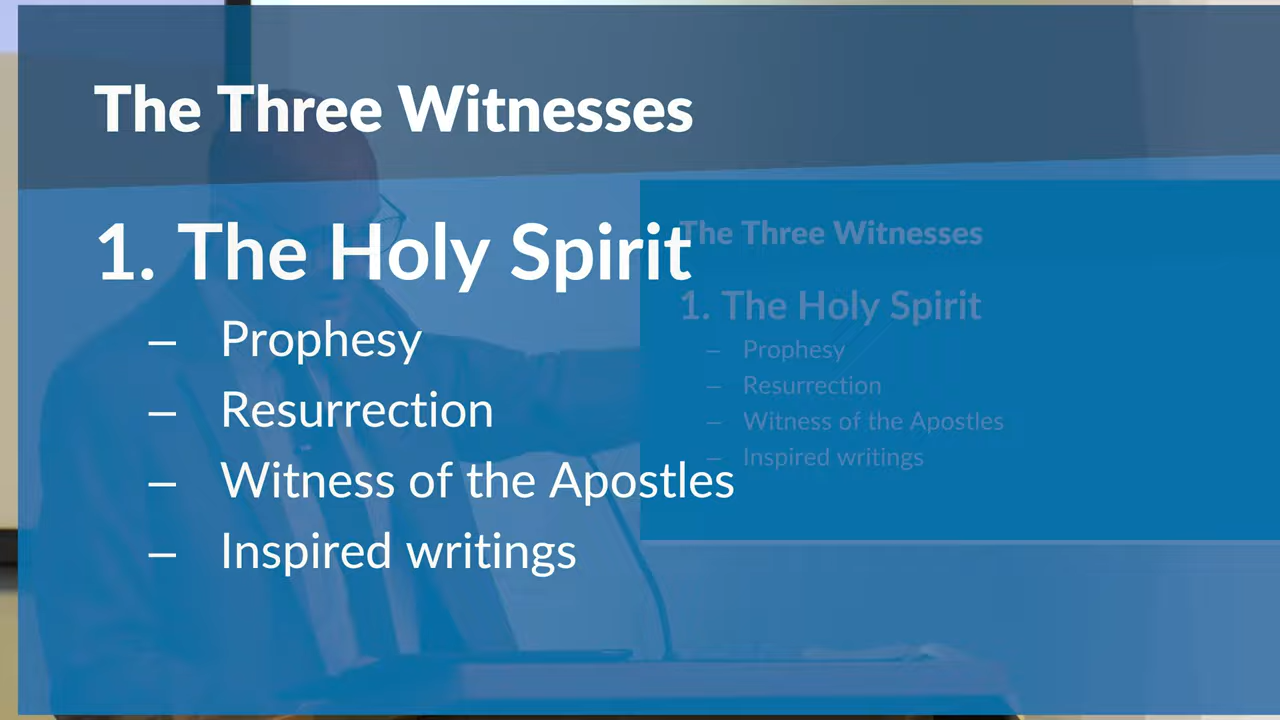 The Three Witnesses
1. The Holy Spirit
– Prophesy
– Resurrection
– Witness of the Apostles
– Inspired writings
The Three Witnesses
1. The Holy Spirit
– Prophesy
– Resurrection
– Witness of the Apostles
– Inspired writings